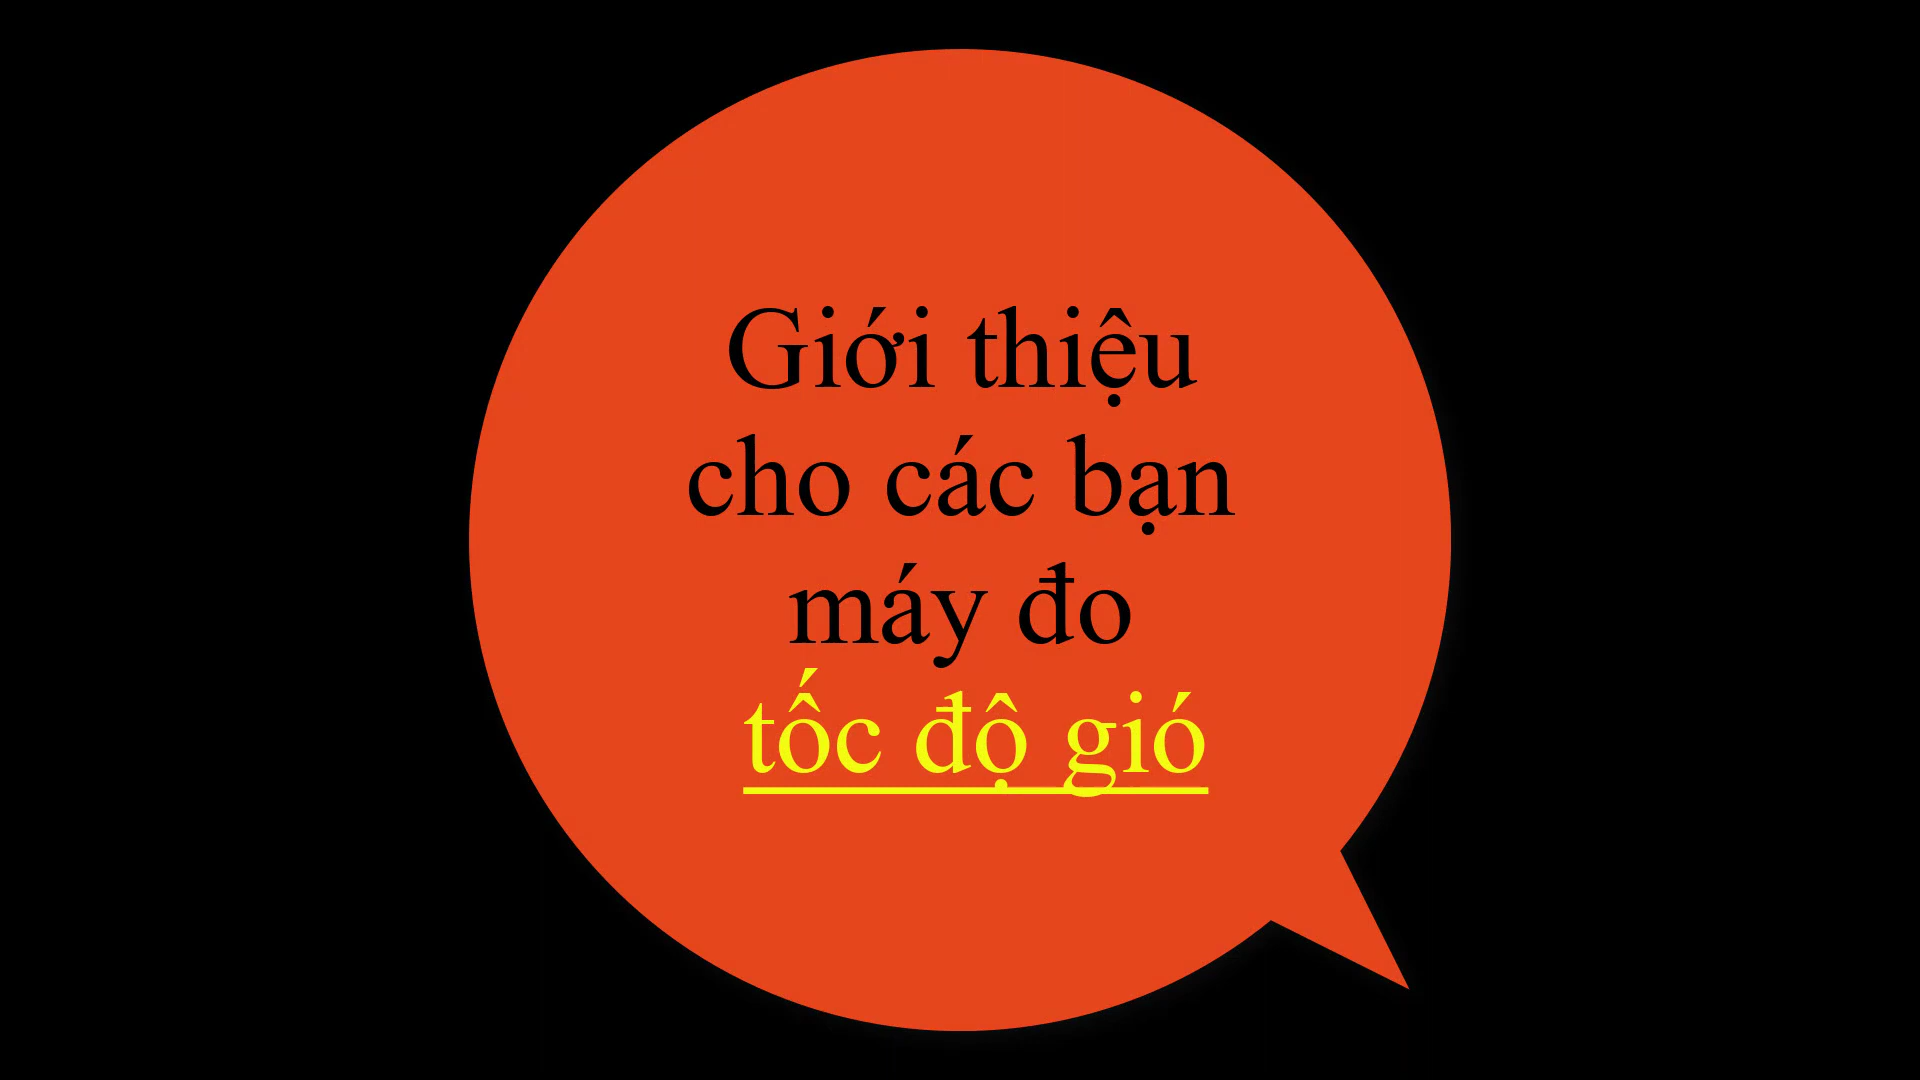 Giới thiệu
cho các bạn
máy đo
tốc độ gió